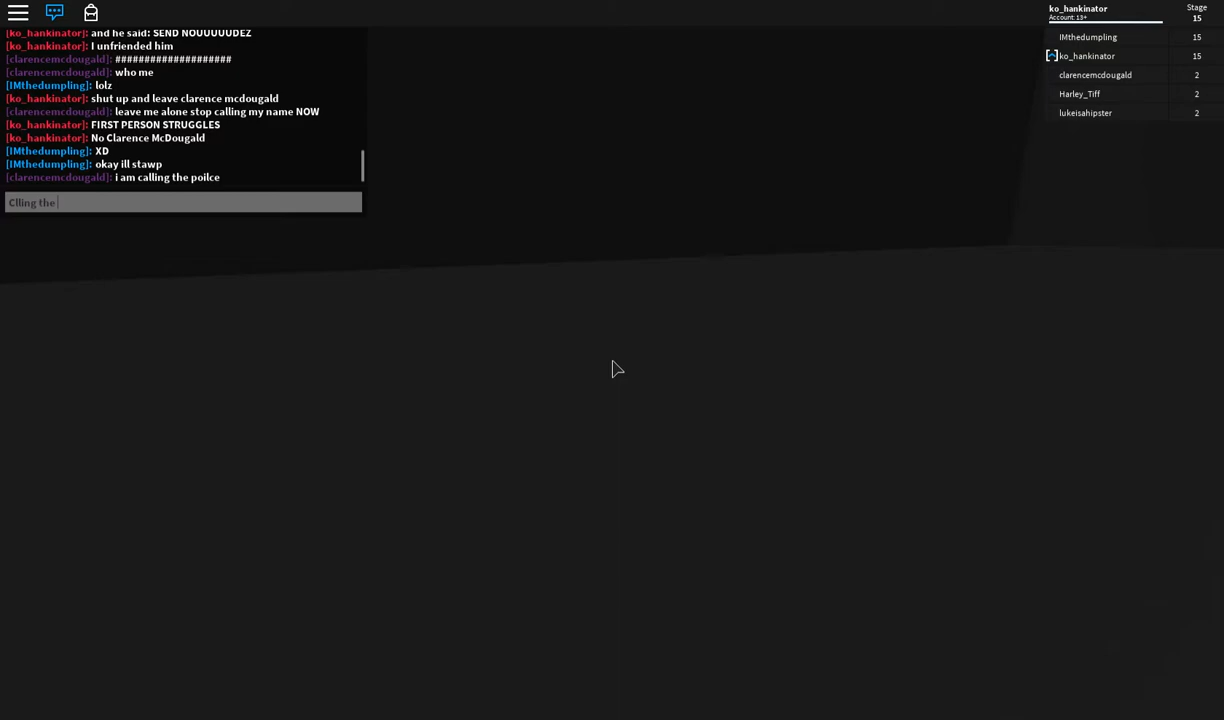 [ko_hankinator]: and he said: SEND NOUUUUUDEZ
[ko_hankinator]: I unfriended him
[clarencemcdougald]: ####################
[clarencemcdougald]: who me
[IMthedumpling]: lolz
[ko_hankinator]: shut up and leave clarence mcdougald
[clarencemcdougald]: leave me alone stop calling my name NOW
[ko_hankinator]: FIRST PERSON STRUGGLES
[ko_hankinator]: No Clarence McDougald
[IMthedumpling]: XD
[IMthedumpling]: okay ill stawp
[clarencemcdougald]: i am calling the poilce
Clling the
ko_hankinator
Account: 13+
Stage
15
IMthedumpling 15
ko_hankinator 15
clarencemcdougald 2
Harley_Tiff 2
lukeisahipster 2